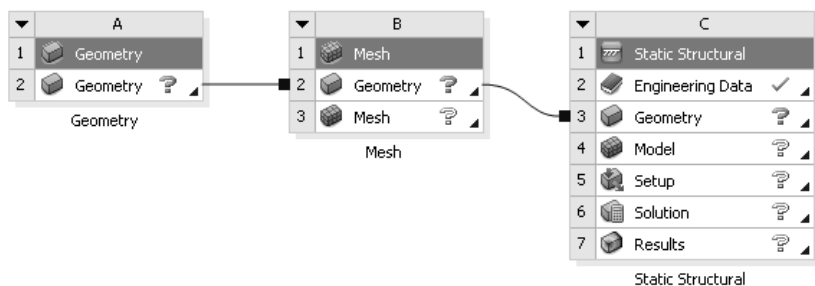 A
1 Geometry
2 Geometry ?
Geometry
B
1 Mesh
2 Geometry ?
3 Mesh ?
Mesh
C
1 Static Structural
2 Engineering Data ✓
3 Geometry ?
4 Model ?
5 Setup ?
6 Solution ?
7 Results ?
Static Structural